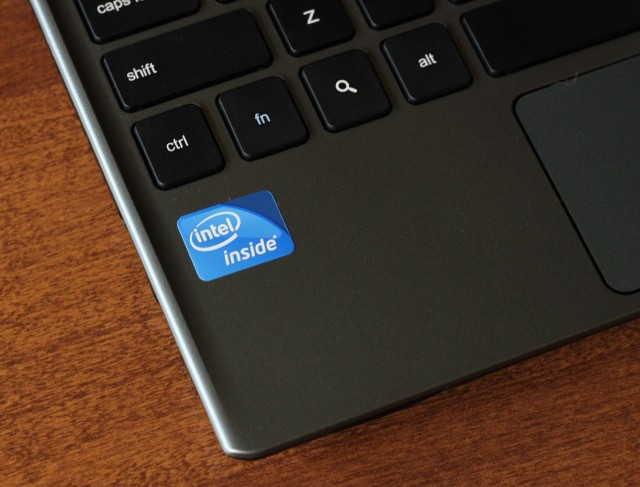 caps
Z
shift
alt
fn
ctrl
intel
inside